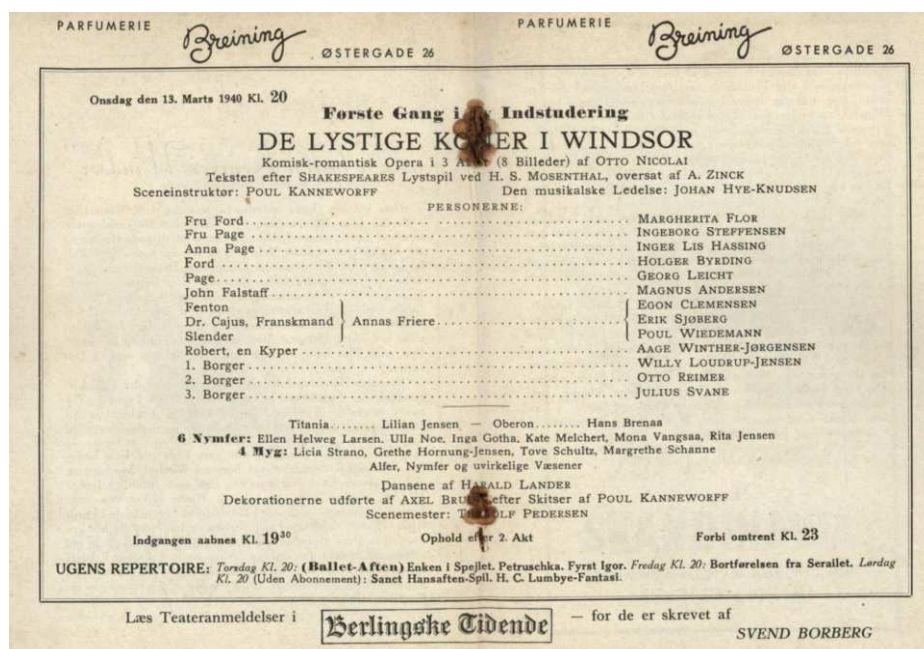 PARFUMERIE Breining ØSTERGADE 26
PARFUMERIE Breining ØSTERGADE 26
Onsdag den 13. Marts 1940 Kl. 20
Første Gang i Indstudering
DE LYSTIGE KONER I WINDSOR
Komisk-romantisk Opera i 3 (8 Billeder) af OTTO NICOLAI
Teksten efter SHAKESPEARES Lystspil ved H. S. MOSENTHAL, oversat af A. ZINCK
Sceneinstruktør: POUL KANNEWORFF Den musikalske Ledelse: JOHAN HYE-KNUDSEN
PERSONERNE:
Fru Ford MARGHERITA FLOR
Fru Page INGEBORG STEFFENSEN
Anna Page INGER LIS HASSING
Ford HOLGER BYRDING
Page GEORG LEICHT
John Falstaff MAGNUS ANDERSEN
Fenton EGON CLEMENSEN
Dr. Cajus, Franskmand Annas Friere ERIK SJØBERG
Slender POUL WIEDEMANN
Robert, en Kyper AAGE WINTHER-JØRGENSEN
1. Borger WILLY LOUDRUP-JENSEN
2. Borger OTTO REIMER
3. Borger JULIUS SVANE
Titania Lilian Jensen — Oberon Hans Brenaa
6 Nymfer: Ellen Helweg Larsen, Ulla Noe, Inga Gotha, Kate Melchert, Mona Vangsaa, Rita Jensen
4 Myg: Licia Strano, Grethe Hornung-Jensen, Tove Schultz, Margrethe Schanne
Alfer, Nymfer og uvirkelige Væsener
Dansene af HARALD LANDER
Dekorationerne udførte af AXEL efter Skitser af POUL KANNEWORFF
Scenemester: PEDERSEN
Indgangen aabnes Kl. 19³⁰ Ophold efter 2. Akt Forbi omtrent Kl. 23
UGENS REPERTOIRE: Torsdag Kl. 20: (Ballet-Aften) Enken i Spejlet. Petruschka. Fyrst Igor. Fredag Kl. 20: Bortførelsen fra Serailet. Lørdag
Kl. 20 (Uden Abonnement): Sanct Hansaften-Spil. H. C. Lumbye-Fantasi.
Læs Teateranmeldelser i Berlingske Tidende — for de er skrevet af
SVEND BORBERG